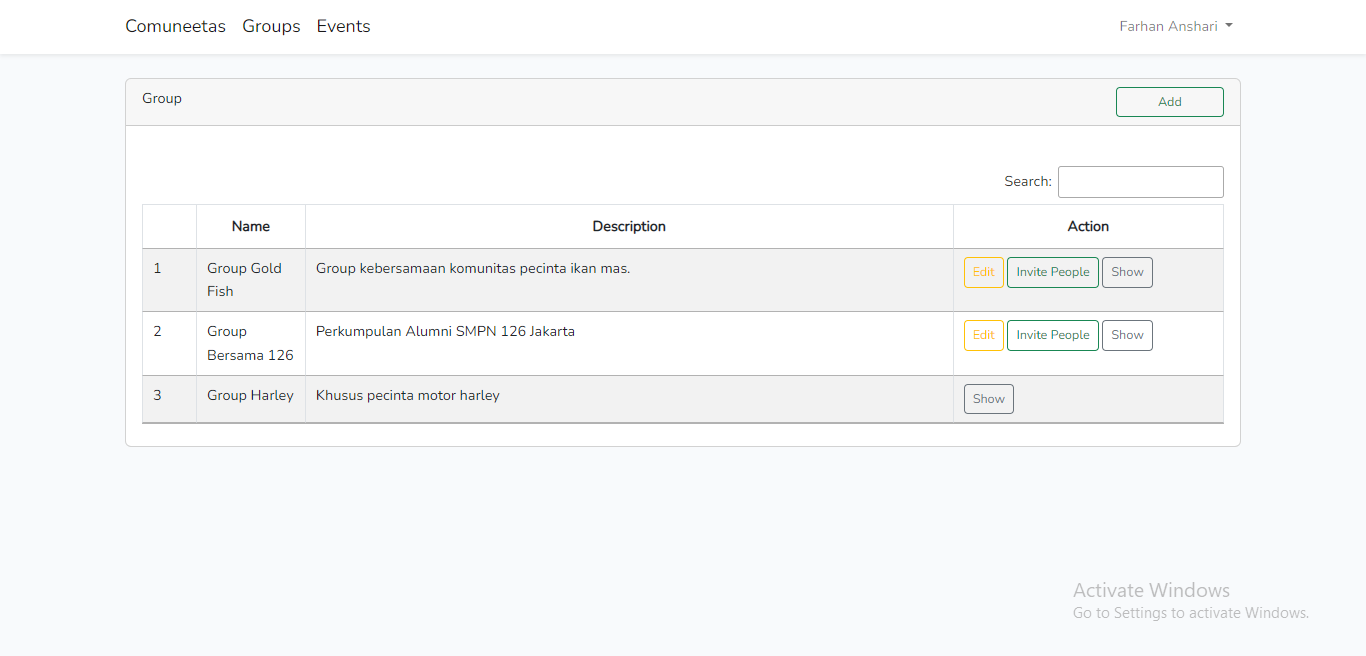 Comuneetas Groups Events Farhan Anshari
Group Add
Search:
Name Description Action
1 Group Gold Fish Group kebersamaan komunitas pecinta ikan mas. Edit Invite People Show
2 Group Bersama 126 Perkumpulan Alumni SMPN 126 Jakarta Edit Invite People Show
3 Group Harley Khusus pecinta motor harley Show
Activate Windows
Go to Settings to activate Windows.